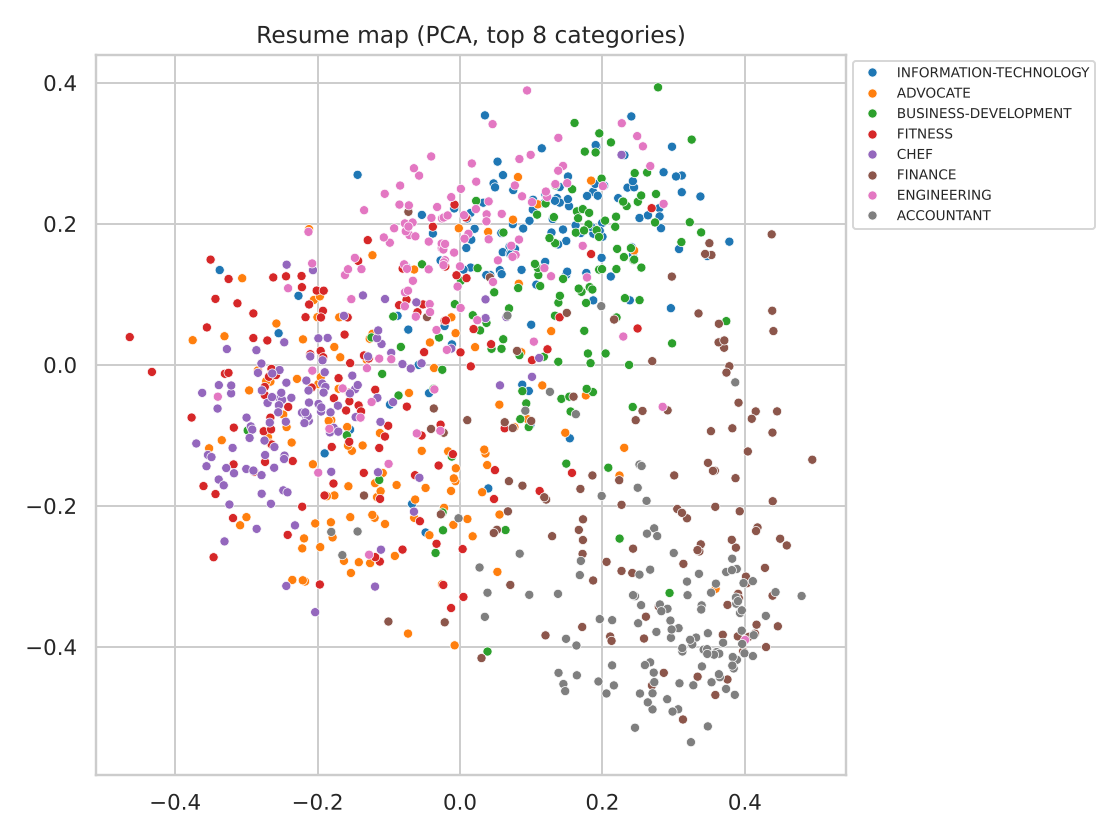 Resume map (PCA, top 8 categories)
0.4
0.2
0.0
−0.2
−0.4
−0.4
−0.2
0.0
0.2
0.4
INFORMATION-TECHNOLOGY
ADVOCATE
BUSINESS-DEVELOPMENT
FITNESS
CHEF
FINANCE
ENGINEERING
ACCOUNTANT